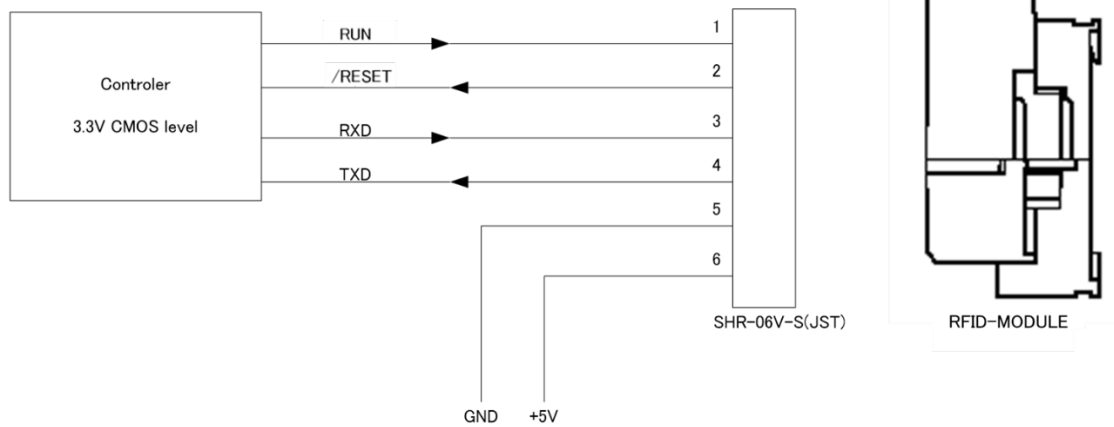 RUN
1
/RESET
2
Controler
3.3V CMOS level
RXD
3
TXD
4
5
6
SHR-06V-S(JST)
RFID-MODULE
GND
+5V